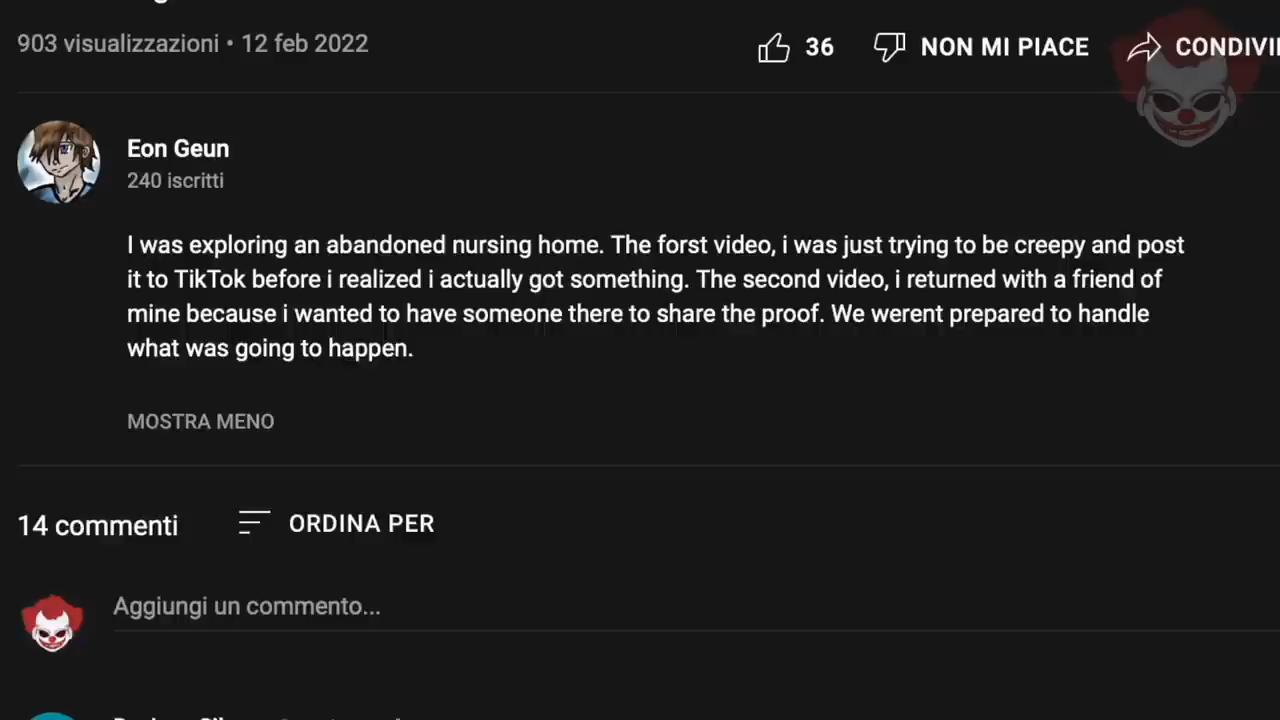 903 visualizzazioni • 12 feb 2022
36 NON MI PIACE
Eon Geun
240 iscritti
I was exploring an abandoned nursing home. The forst video, i was just trying to be creepy and post
it to TikTok before i realized i actually got something. The second video, i returned with a friend of
mine because i wanted to have someone there to share the proof. We werent prepared to handle
what was going to happen.
MOSTRA MENO
14 commenti ORDINA PER
Aggiungi un commento...